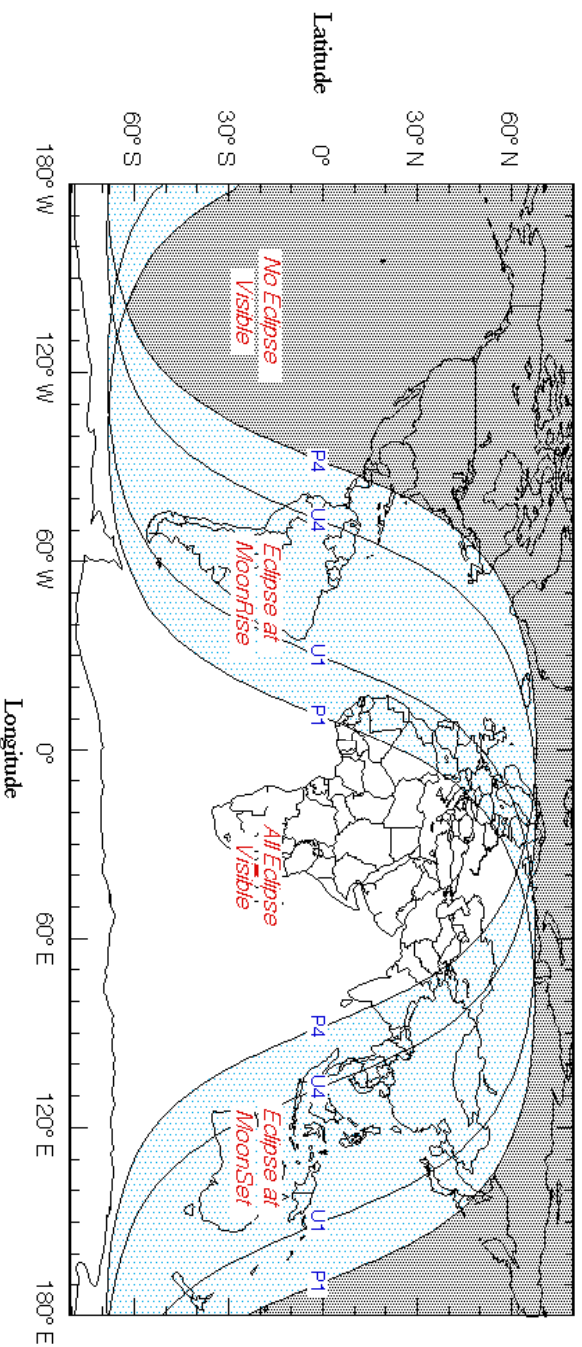 Latitude
60° N
30° N
0°
30° S
60° S
180° W
120° W
60° W
0°
60° E
120° E
180° E
Longitude
No Eclipse
Visible
Eclipse at
MoonRise
All Eclipse
Visible
Eclipse at
MoonSet
P4
U4
U1
P1
P4
U4
U1
P1